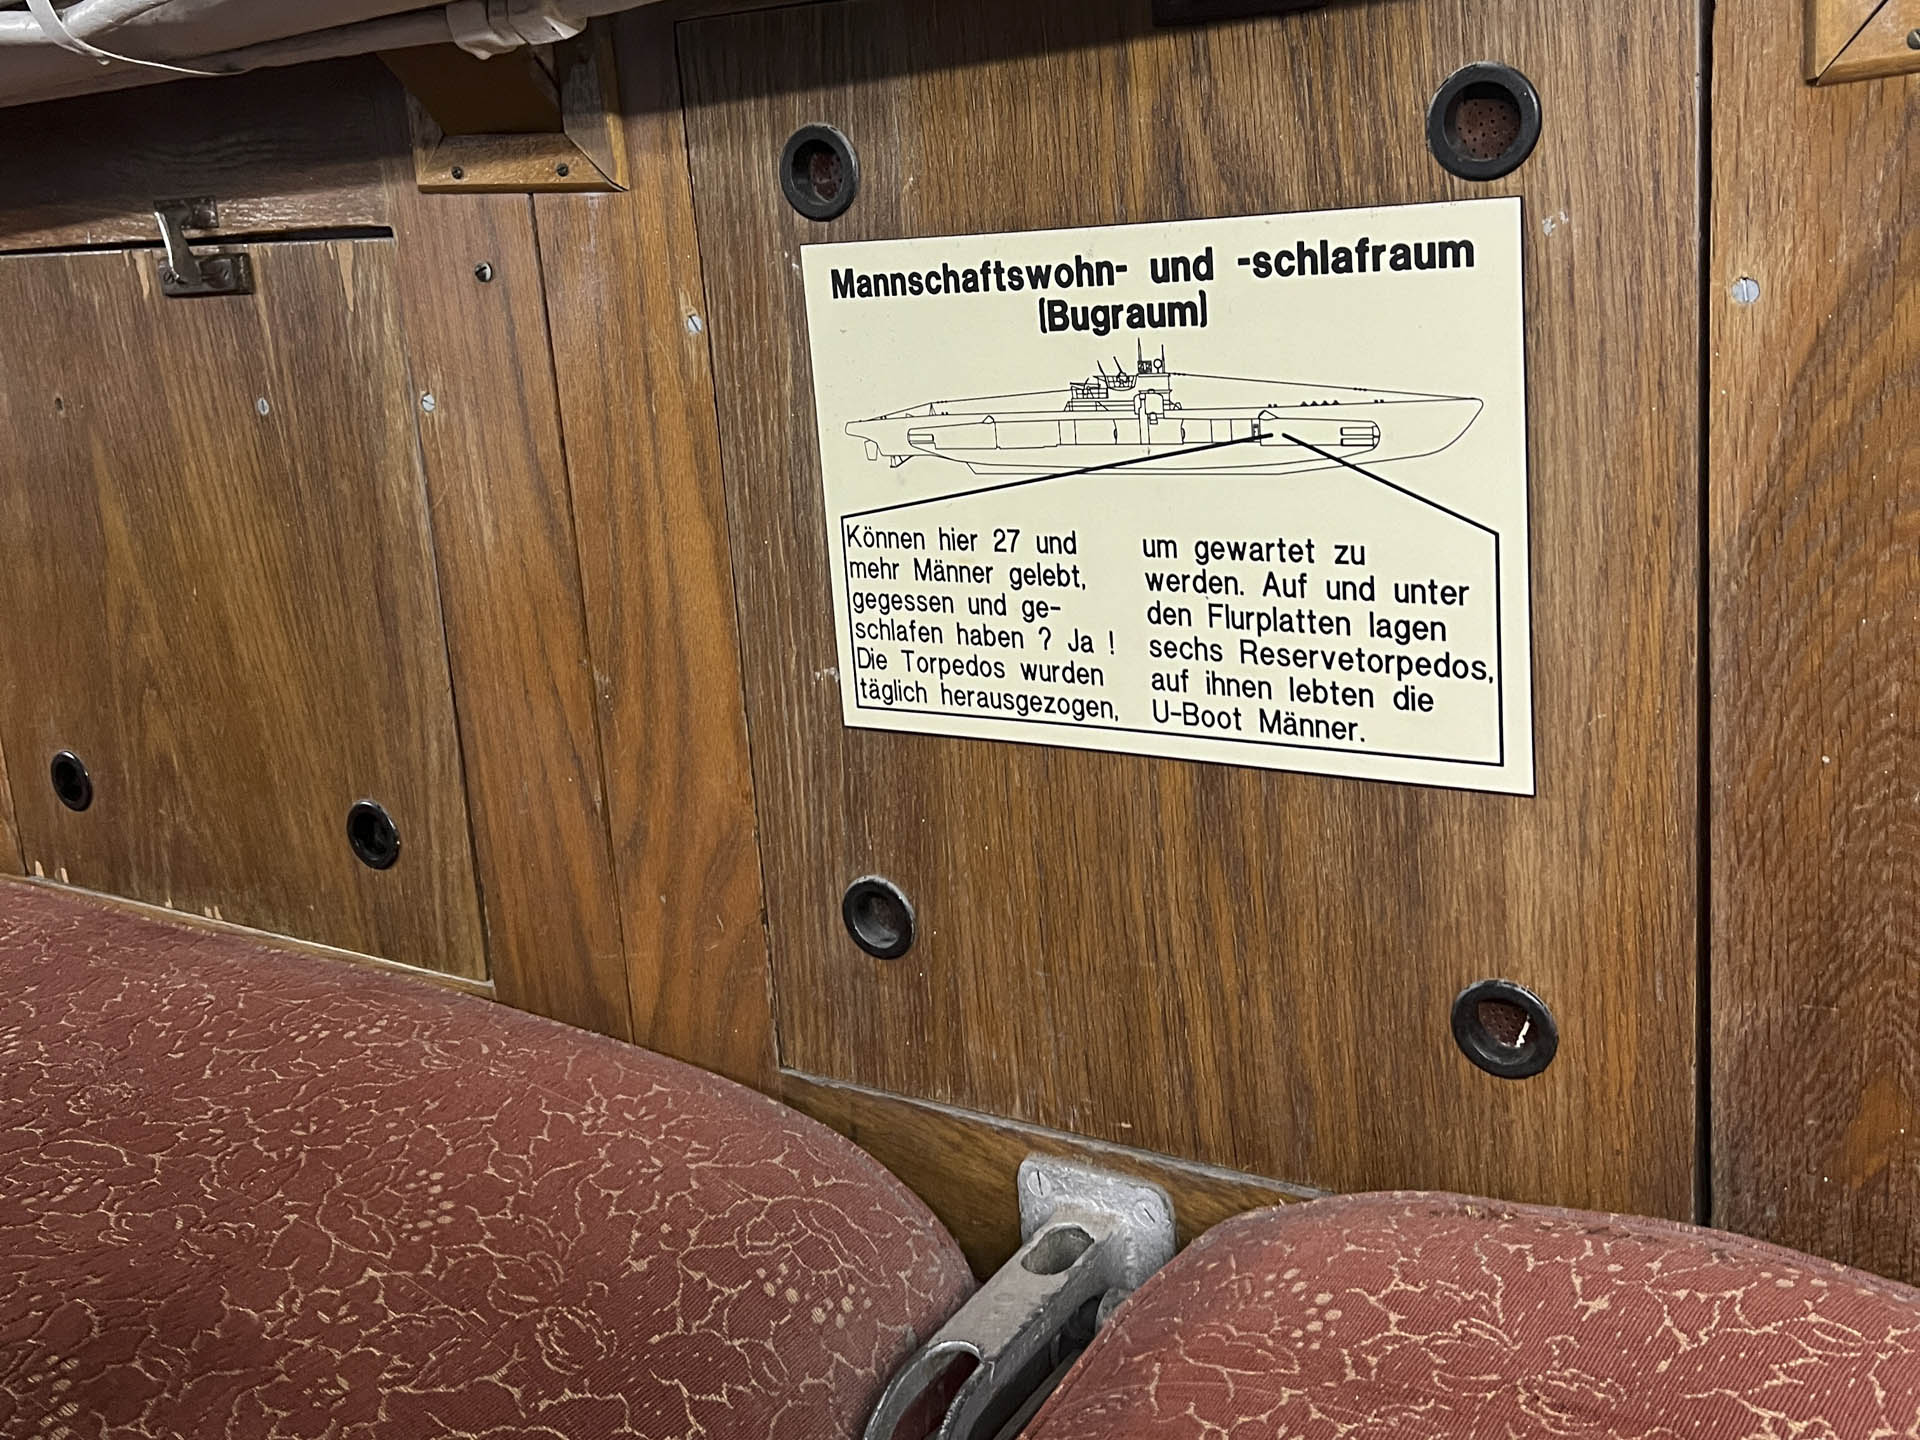 Mannschaftswohn- und -schlafraum
(Bugraum)
Können hier 27 und
mehr Männer gelebt,
gegessen und ge-
schlafen haben ? Ja !
Die Torpedos wurden
täglich herausgezogen,
um gewartet zu
werden. Auf und unter
den Flurplatten lagen
sechs Reservetorpedos,
auf ihnen lebten die
U-Boot Männer.